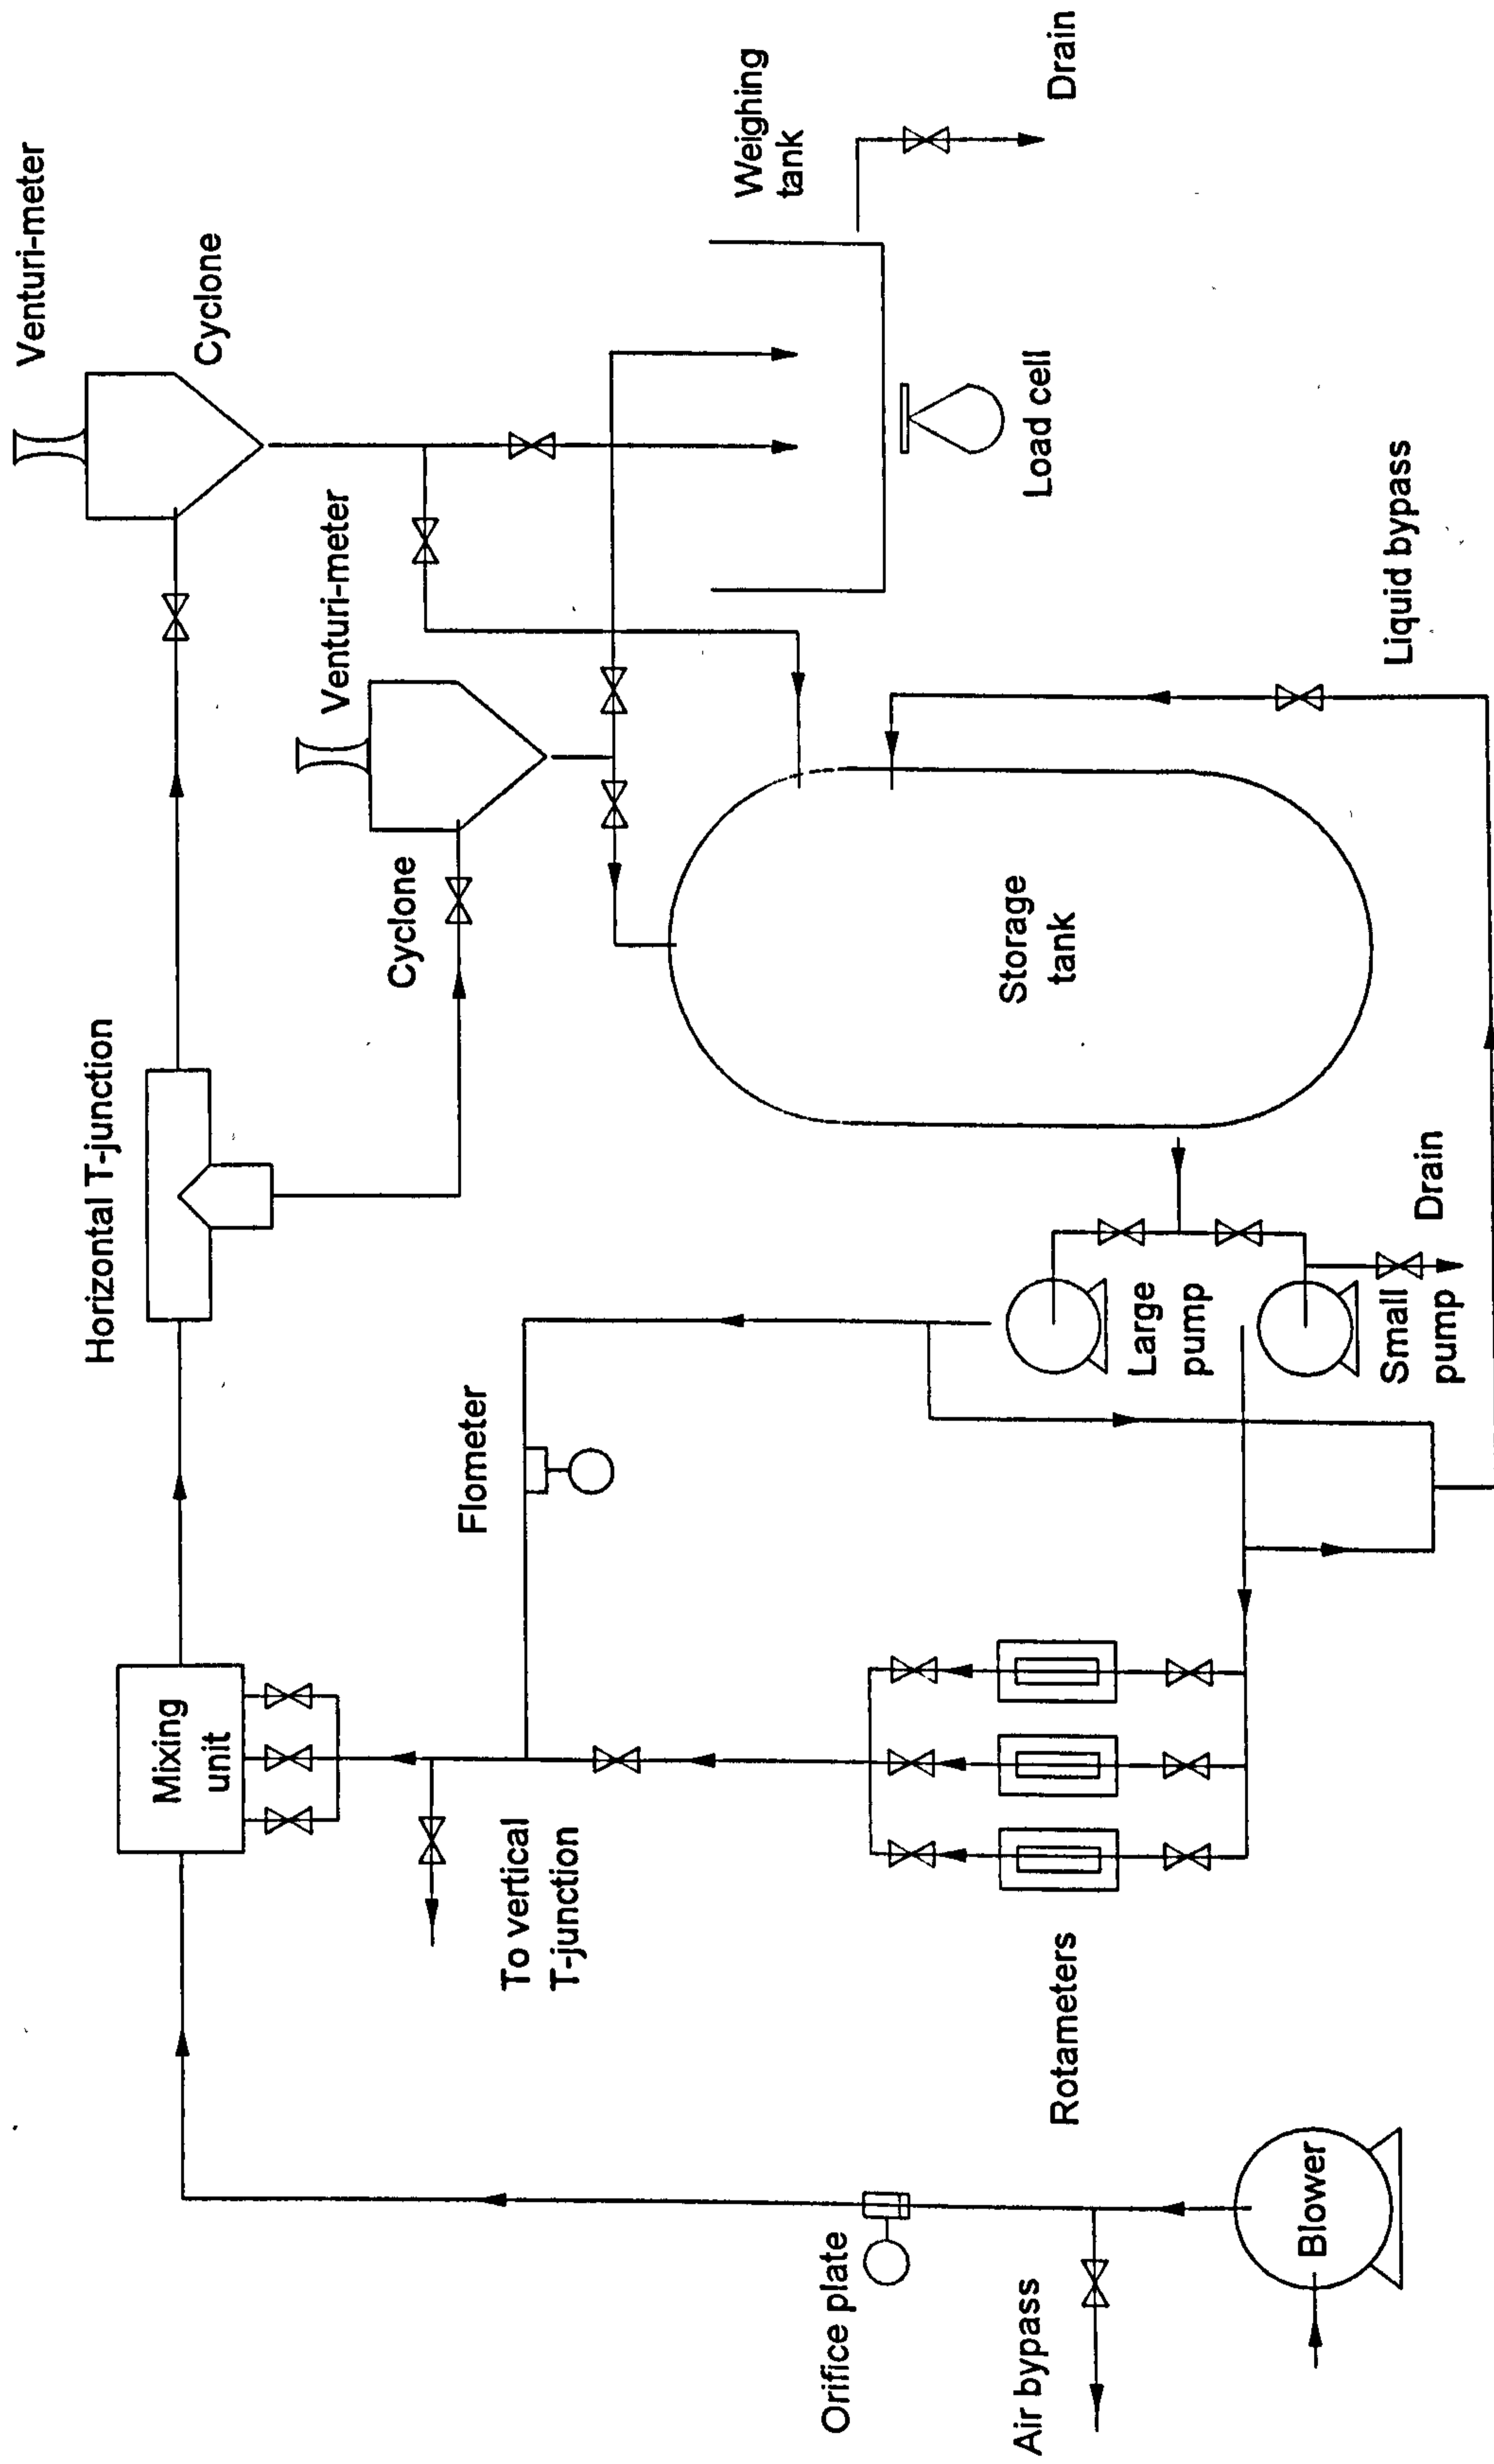 Venturi-meter
Cyclone
Horizontal T-junction
Venturi-meter
Cyclone
Mixing
unit
Flometer
Weighing
tank
Drain
Load cell
To vertical
T-junction
Storage
tank
Liquid bypass
Large
pump
Small
pump
Drain
Rotameters
Orifice plate
Air bypass
Blower